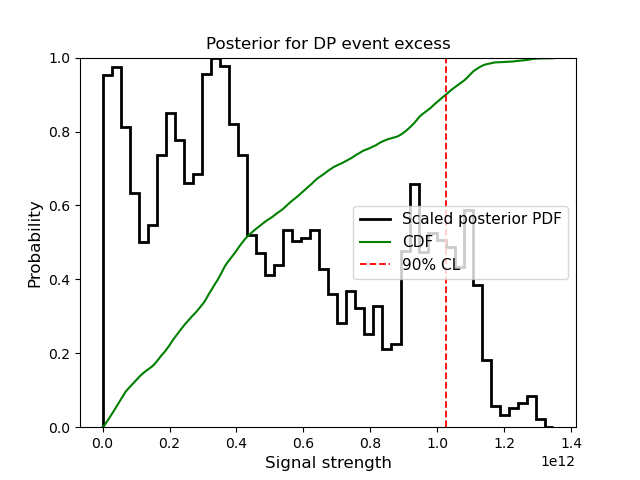 Posterior for DP event excess
Probability
1.0
0.8
0.6
0.4
0.2
0.0
Scaled posterior PDF
CDF
90% CL
0.0 0.2 0.4 0.6 0.8 1.0 1.2 1.4
1e12
Signal strength